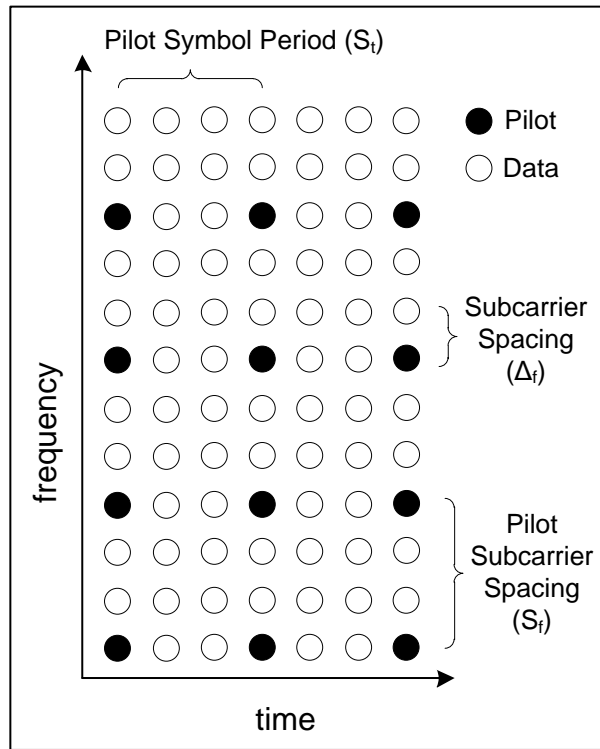 Pilot Symbol Period (St)
Pilot
Data
Subcarrier
Spacing
(Δf)
frequency
Pilot
Subcarrier
Spacing
(Sf)
time